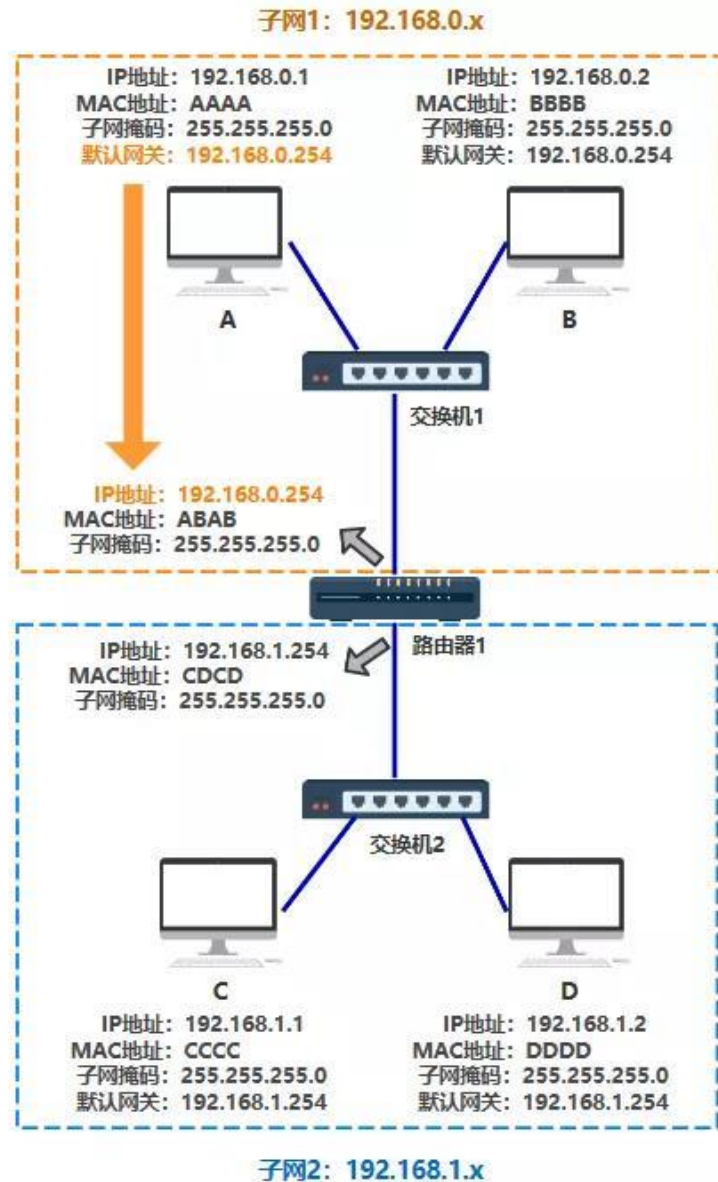 子网1：192.168.0.x
IP地址：192.168.0.1
MAC地址：AAAA
子网掩码：255.255.255.0
默认网关：192.168.0.254
IP地址：192.168.0.2
MAC地址：BBBB
子网掩码：255.255.255.0
默认网关：192.168.0.254
A
B
交换机1
IP地址：192.168.0.254
MAC地址：ABAB
子网掩码：255.255.255.0
路由器1
IP地址：192.168.1.254
MAC地址：CDCD
子网掩码：255.255.255.0
交换机2
C
D
IP地址：192.168.1.1
MAC地址：CCCC
子网掩码：255.255.255.0
默认网关：192.168.1.254
IP地址：192.168.1.2
MAC地址：DDDD
子网掩码：255.255.255.0
默认网关：192.168.1.254
子网2：192.168.1.x